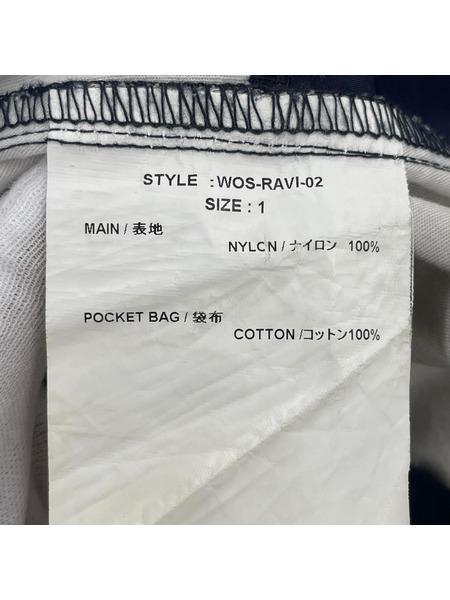 STYLE : WOS-RAVI-02
SIZE : 1
MAIN / 表地
NYLON / ナイロン 100%
POCKET BAG / 袋布
COTTON /コットン100%